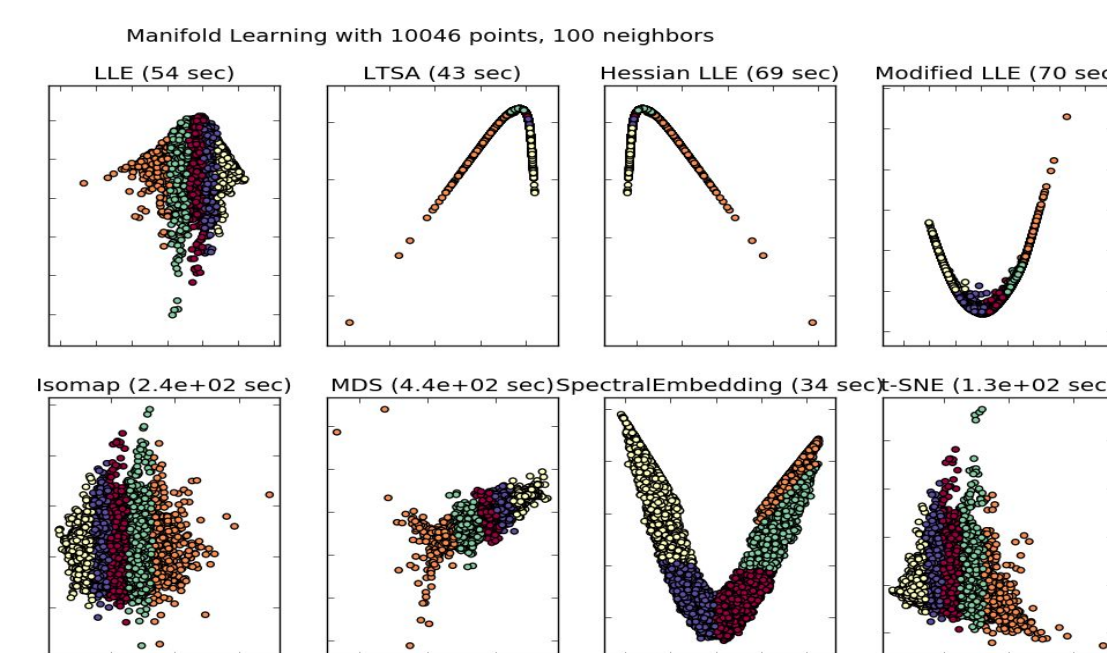 Manifold Learning with 10046 points, 100 neighbors
LLE (54 sec)
LTSA (43 sec)
Hessian LLE (69 sec)
Modified LLE (70 sec
Isomap (2.4e+02 sec)
MDS (4.4e+02 sec)
SpectralEmbedding (34 sec)
t-SNE (1.3e+02 sec